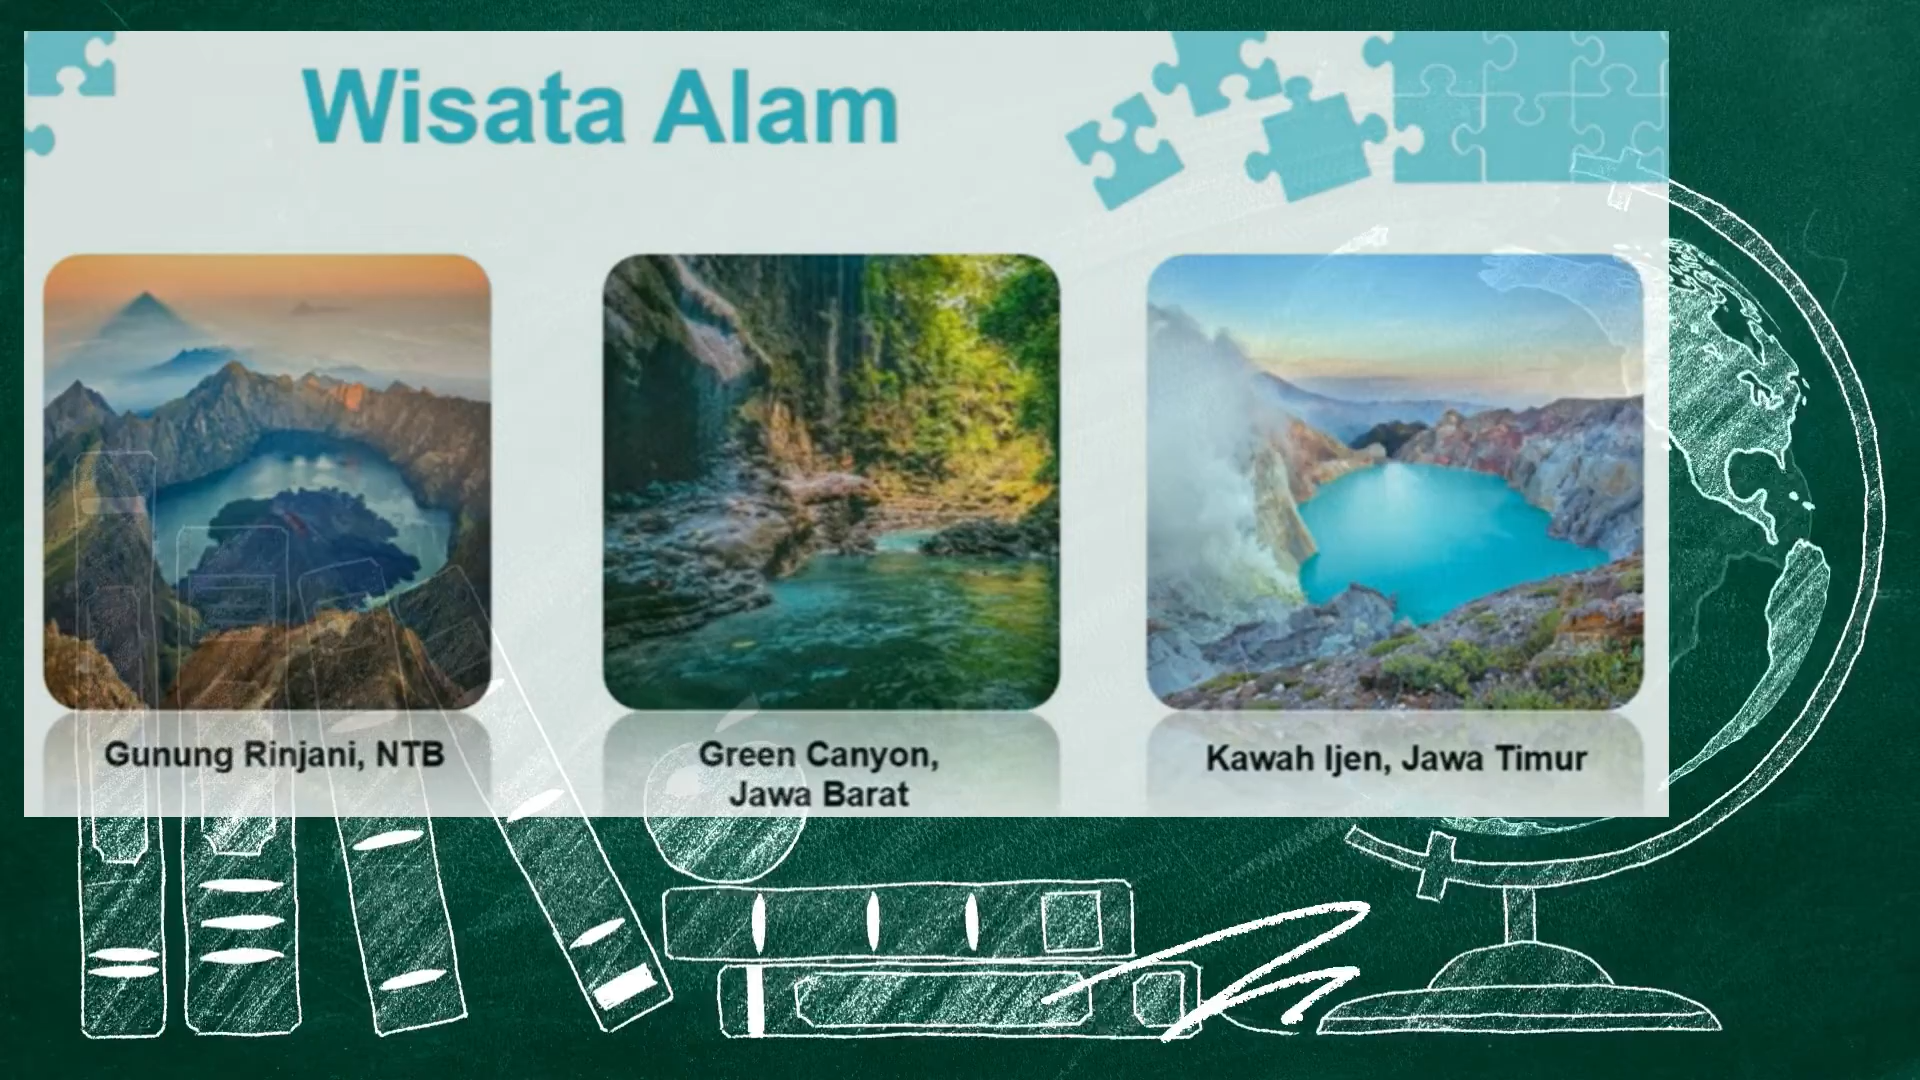 Wisata Alam
Gunung Rinjani, NTB
Green Canyon,
Jawa Barat
Kawah Ijen, Jawa Timur